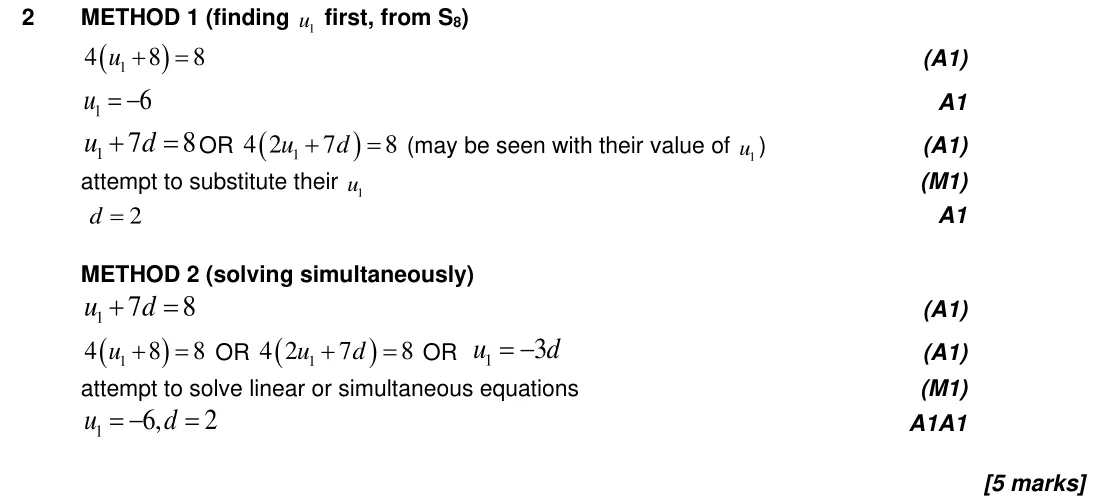 2 METHOD 1 (finding u₁ first, from S₈)
4(u₁+8)=8 (A1)
u₁=−6 A1
u₁+7d=8 OR 4(2u₁+7d)=8 (may be seen with their value of u₁) (A1)
attempt to substitute their u₁ (M1)
d=2 A1
METHOD 2 (solving simultaneously)
u₁+7d=8 (A1)
4(u₁+8)=8 OR 4(2u₁+7d)=8 OR u₁=−3d (A1)
attempt to solve linear or simultaneous equations (M1)
u₁=−6,d=2 A1A1
[5 marks]